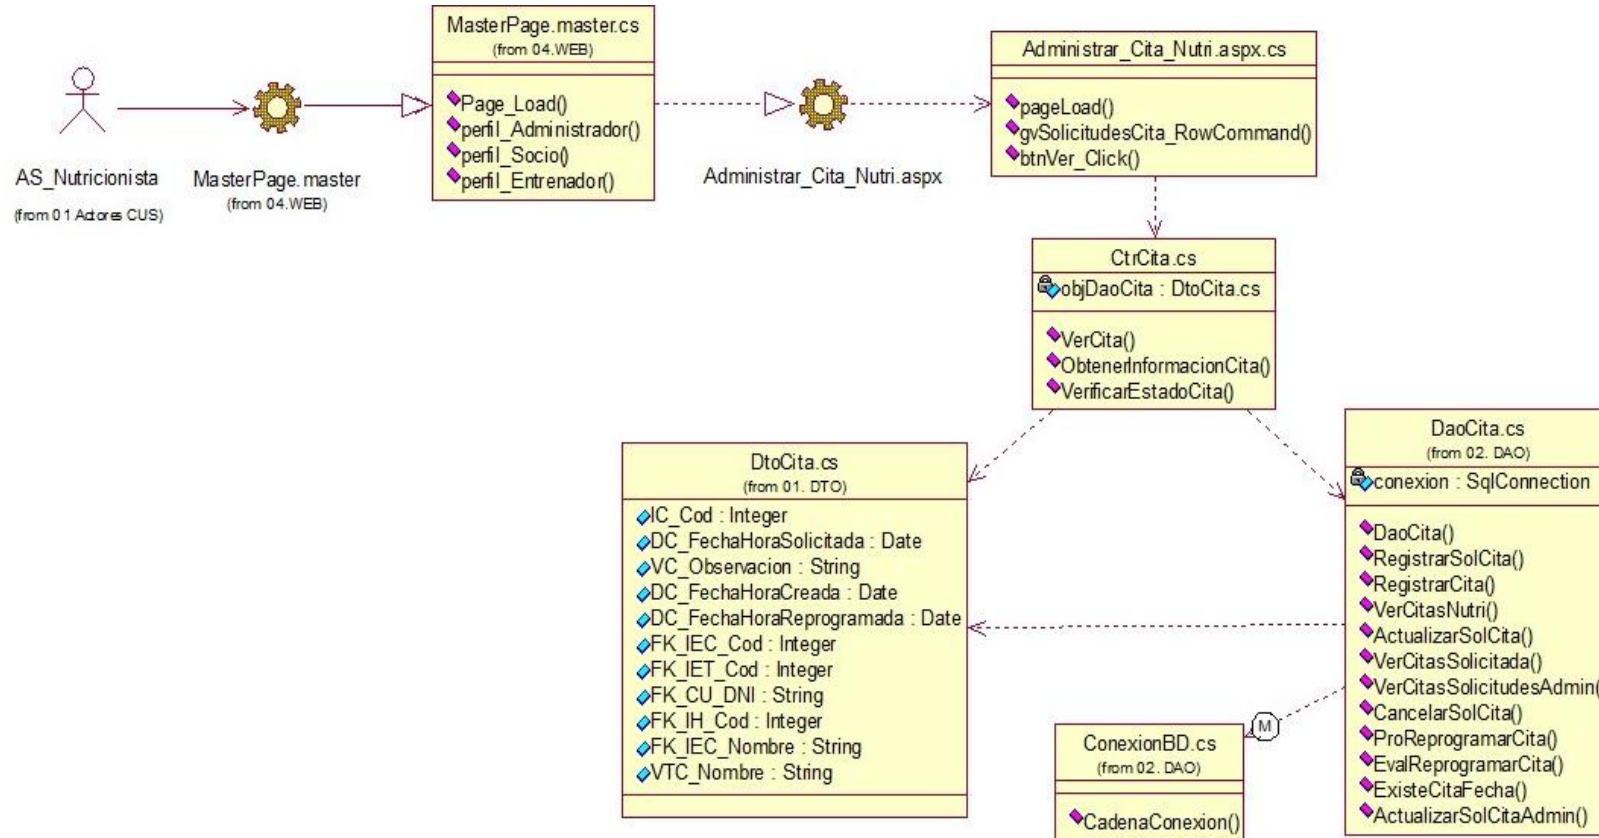 AS_Nutricionista
(from 01 Actores CUS)
MasterPage.master
(from 04.WEB)
MasterPage.master.cs
(from 04.WEB)
Page_Load()
perfil_Administrador()
perfil_Socio()
perfil_Entrenador()
Administrar_Cita_Nutri.aspx
Administrar_Cita_Nutri.aspx.cs
pageLoad()
gvSolicitudesCita_RowCommand()
btnVer_Click()
CtrCita.cs
objDaoCita : DtoCita.cs
VerCita()
ObtenerInformacionCita()
VerificarEstadoCita()
DtoCita.cs
(from 01. DTO)
IC_Cod : Integer
DC_FechaHoraSolicitada : Date
VC_Observacion : String
DC_FechaHoraCreada : Date
DC_FechaHoraReprogramada : Date
FK_IEC_Cod : Integer
FK_IET_Cod : Integer
FK_CU_DNI : String
FK_IH_Cod : Integer
FK_IEC_Nombre : String
VTC_Nombre : String
DaoCita.cs
(from 02. DAO)
conexion : SqlConnection
DaoCita()
RegistrarSolCita()
RegistrarCita()
VerCitasNutri()
ActualizarSolCita()
VerCitasSolicitada()
VerCitasSolicitudesAdmin(
CancelarSolCita()
ProReprogramarCita()
EvalReprogramarCita()
ExisteCitaFecha()
ActualizarSolCitaAdmin()
M
ConexionBD.cs
(from 02. DAO)
CadenaConexion()